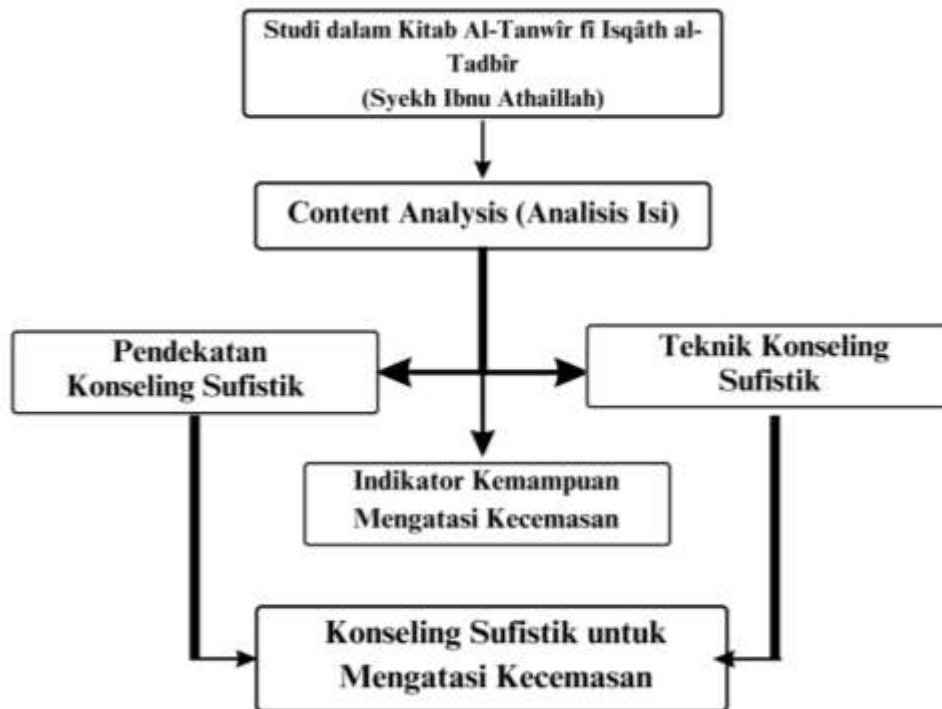 Studi dalam Kitab Al-Tanwîr fî Isqâth al-
Tadbîr
(Syekh Ibnu Athaillah)
Content Analysis (Analisis Isi)
Pendekatan
Konseling Sufistik
Teknik Konseling
Sufistik
Indikator Kemampuan
Mengatasi Kecemasan
Konseling Sufistik untuk
Mengatasi Kecemasan